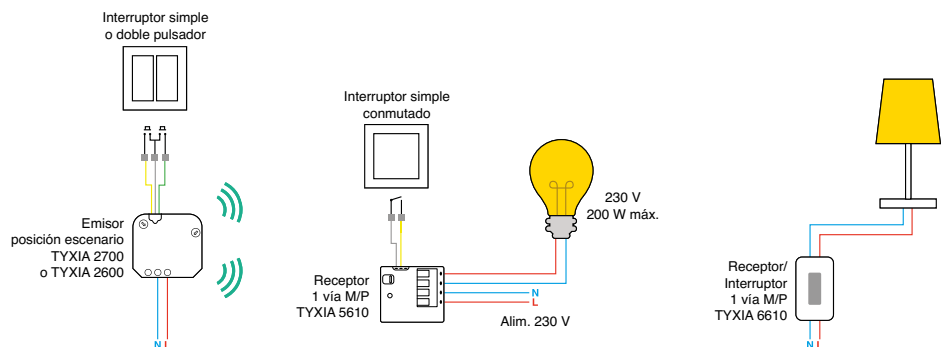 Interruptor simple
o doble pulsador
Emisor
posición escenario
TYXIA 2700
o TYXIA 2600
N L
Interruptor simple
conmutado
230 V
200 W máx.
Receptor
1 vía M/P
TYXIA 5610
N
L
Alim. 230 V
Receptor/
Interruptor
1 vía M/P
TYXIA 6610
N L